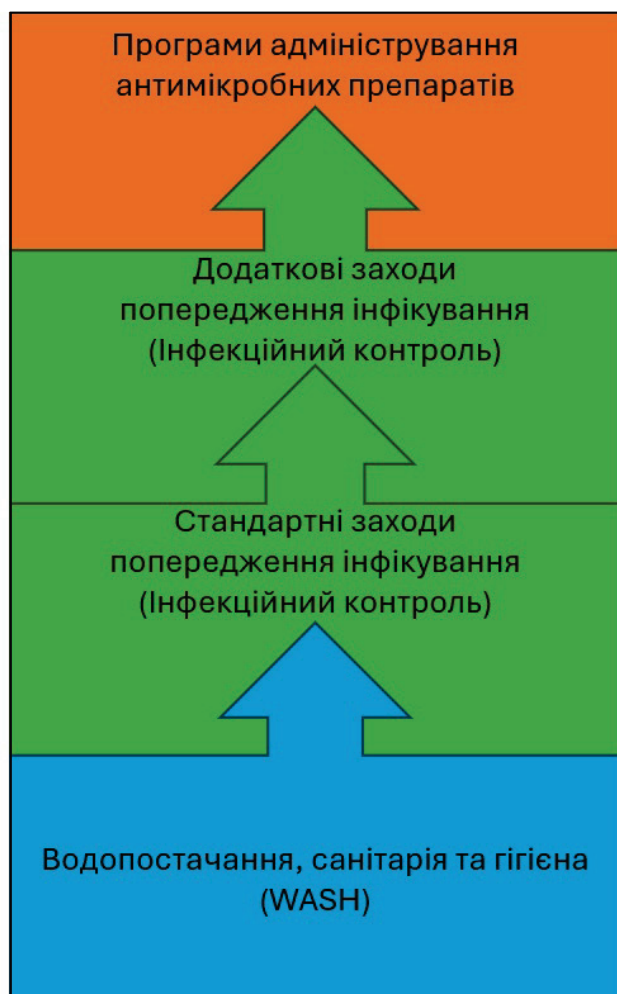 Програми адміністрування
антимікробних препаратів
Додаткові заходи
попередження інфікування
(Інфекційний контроль)
Стандартні заходи
попередження інфікування
(Інфекційний контроль)
Водопостачання, санітарія та гігієна
(WASH)